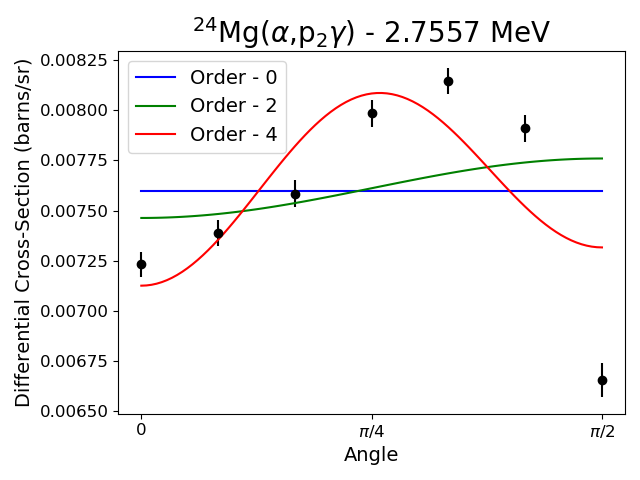 ²⁴Mg(α,p₂γ) - 2.7557 MeV
Differential Cross-Section (barns/sr)
0.00825
0.00800
0.00775
0.00750
0.00725
0.00700
0.00675
0.00650
Order - 0
Order - 2
Order - 4
0
π/4
π/2
Angle